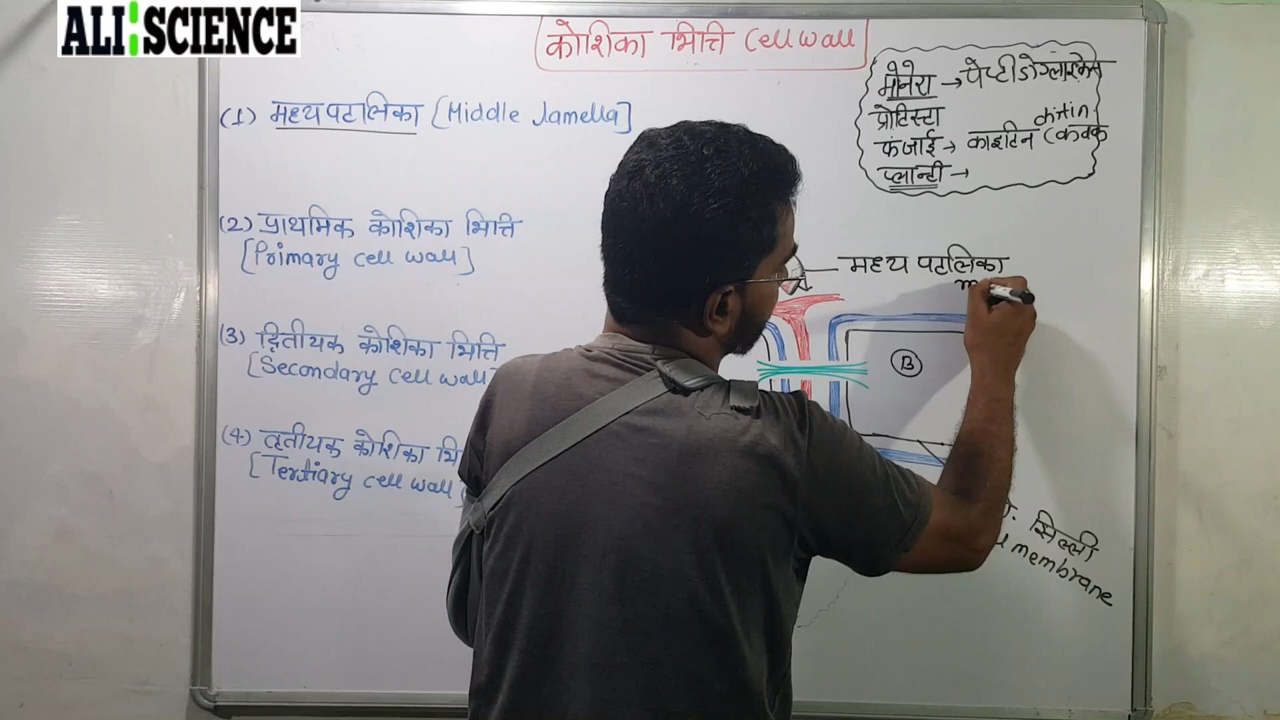 ALI SCIENCE
कोशिका भित्ति Cell wall
(1) मध्य पटलिका [Middle Lamella]
(2) प्राथमिक कोशिका भित्ति
[Primary cell wall]
(3) द्वितीयक कोशिका भित्ति
[Secondary cell wall
(4) तृतीयक कोशिका भि
[Tertiary cell wall
मोनेरा → पेप्टीडोग्लाइकेन
प्रोटिस्टा
chitin
फंजाई → काइटिन (कवक
प्लान्टी →
मध्य पटलिका
m
B
झिल्ली
membrane